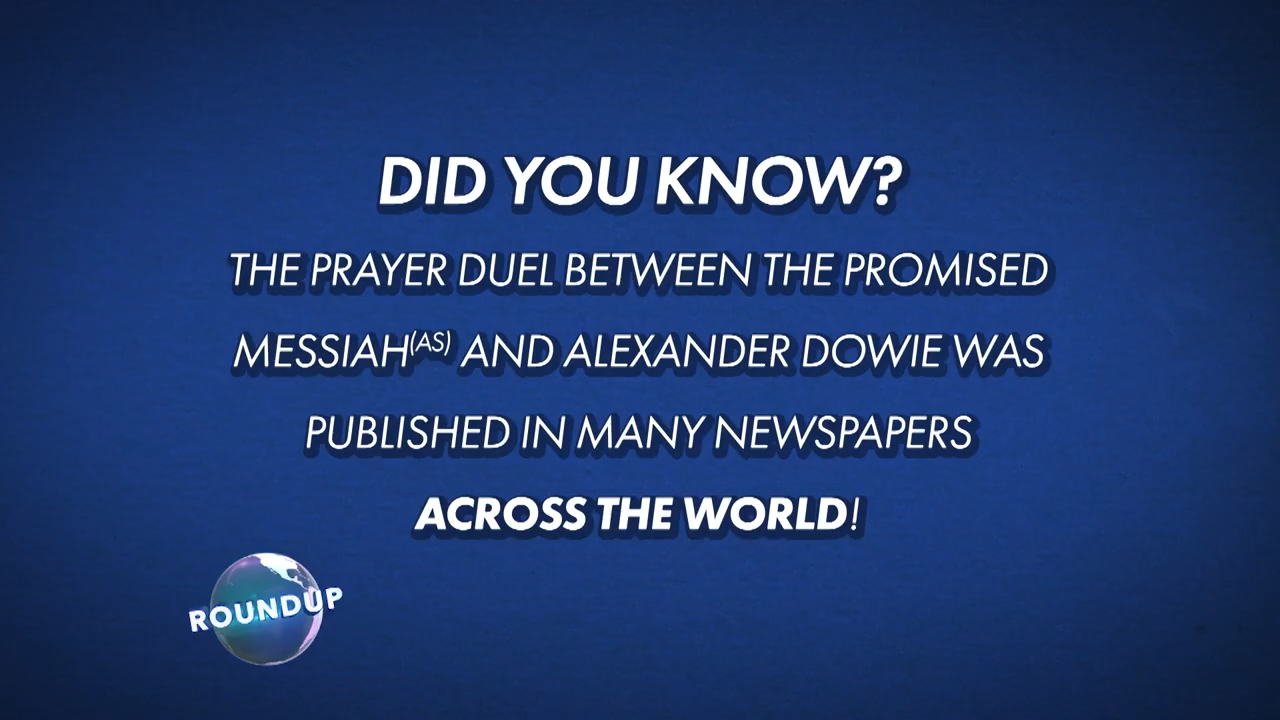 DID YOU KNOW?
THE PRAYER DUEL BETWEEN THE PROMISED
MESSIAH(AS) AND ALEXANDER DOWIE WAS
PUBLISHED IN MANY NEWSPAPERS
ACROSS THE WORLD!
ROUNDUP